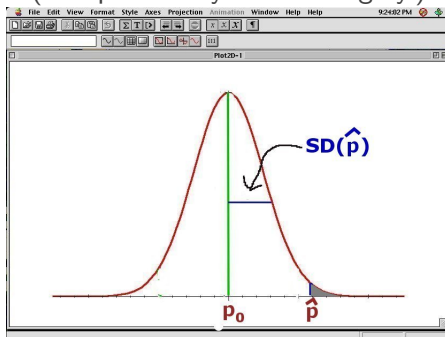 File Edit View Format Style Axes Projection Animation Window Help Help 9:24:02 PM
Plot2D-1
SD(p̂)
p₀ p̂